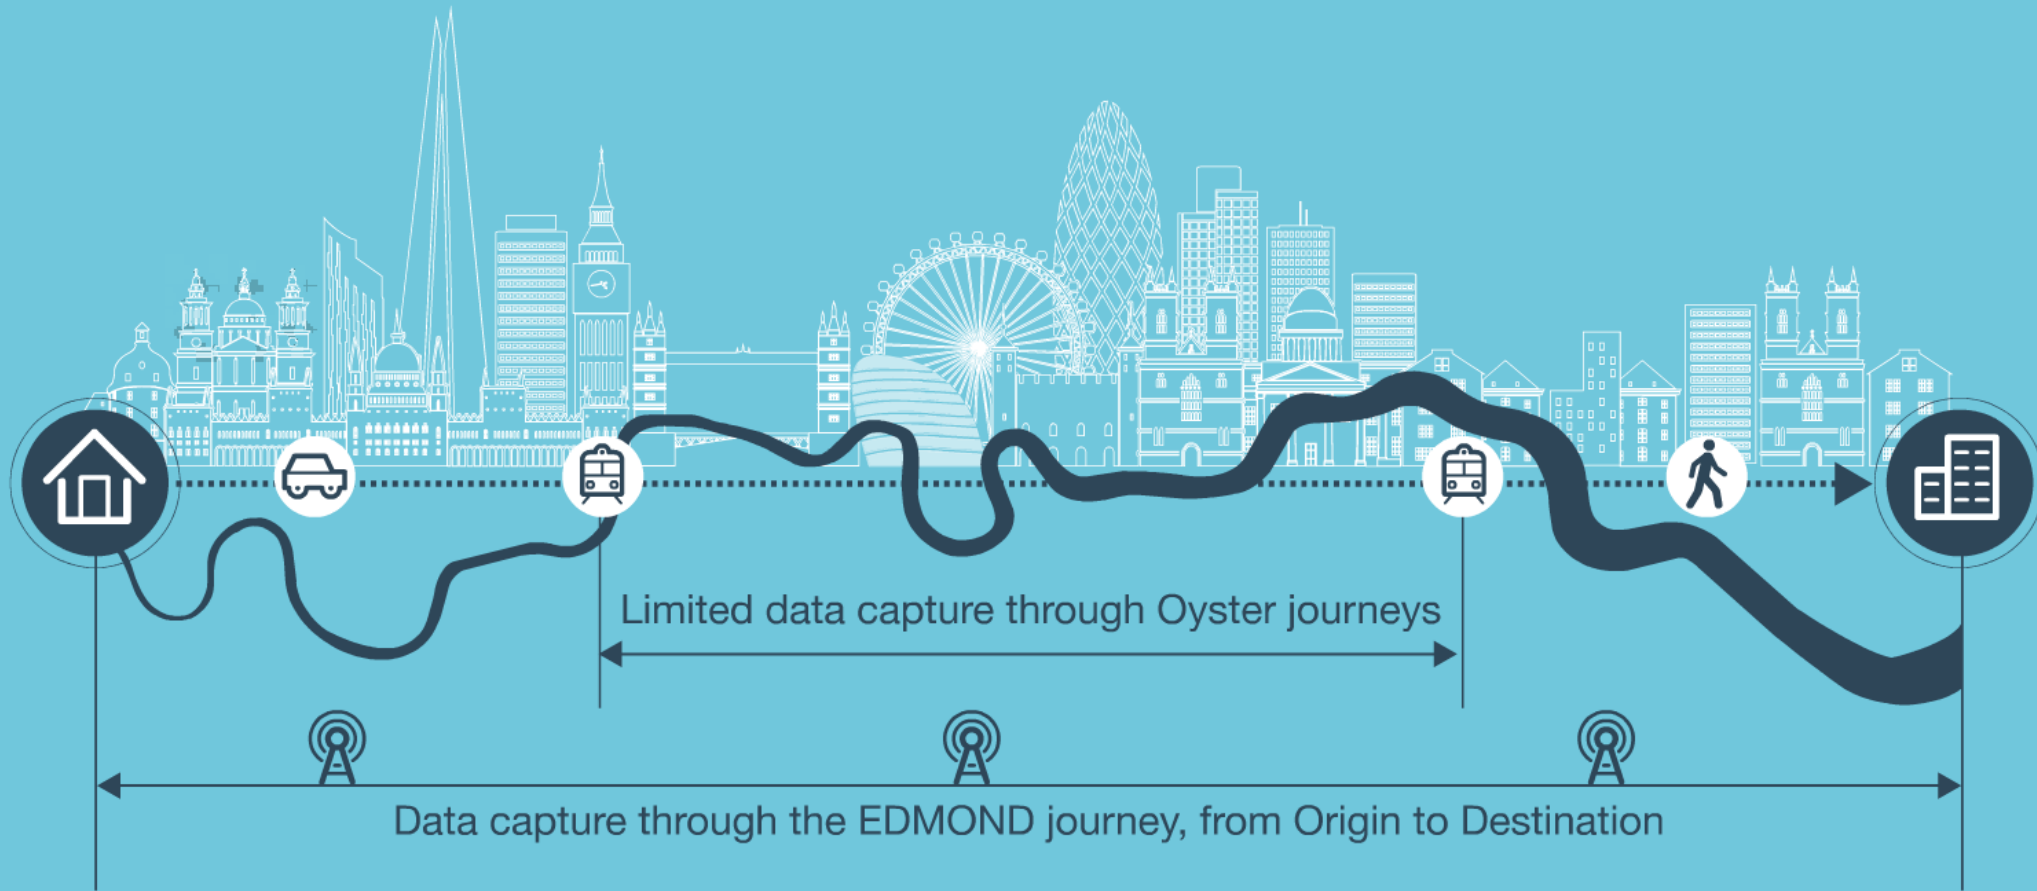 Limited data capture through Oyster journeys
Data capture through the EDMOND journey, from Origin to Destination